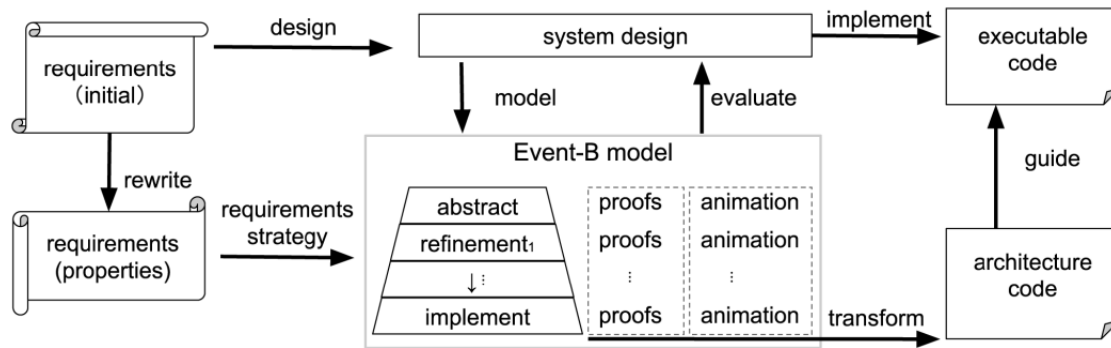 requirements
（initial）
design
system design
implement
executable
code
model
evaluate
rewrite
requirements
(properties)
requirements
strategy
Event-B model
abstract
refinement₁
↓⁝
implement
proofs
proofs
⁝
proofs
animation
animation
⁝
animation
transform
guide
architecture
code